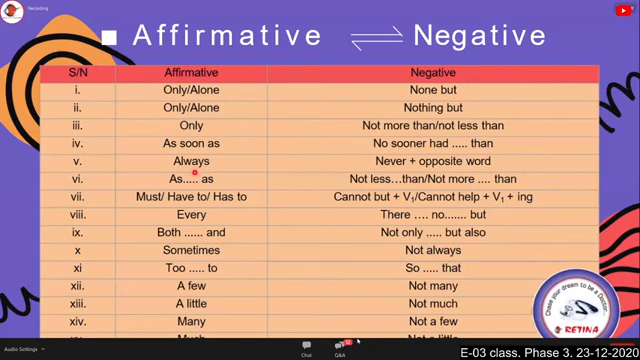 Recording
■ Affirmative ⇌ Negative
S/N Affirmative Negative
i. Only/Alone None but
ii. Only/Alone Nothing but
iii. Only Not more than/not less than
iv. As soon as No sooner had ..... than
v. Always Never + opposite word
vi. As..... as Not less...than/Not more .... than
vii. Must/ Have to/ Has to Cannot but + V₁/Cannot help + V₁ + ing
viii. Every There .... no....... but
ix. Both ...... and Not only ..... but also
x Sometimes Not always
xi Too ..... to So ..... that
xii. A few Not many
xiii. A little Not much
xiv. Many Not a few
Chase your dream to be a Doctor..
RETINA
Audio Settings
Chat
Q&A
E-03 class. Phase 3. 23-12-2020